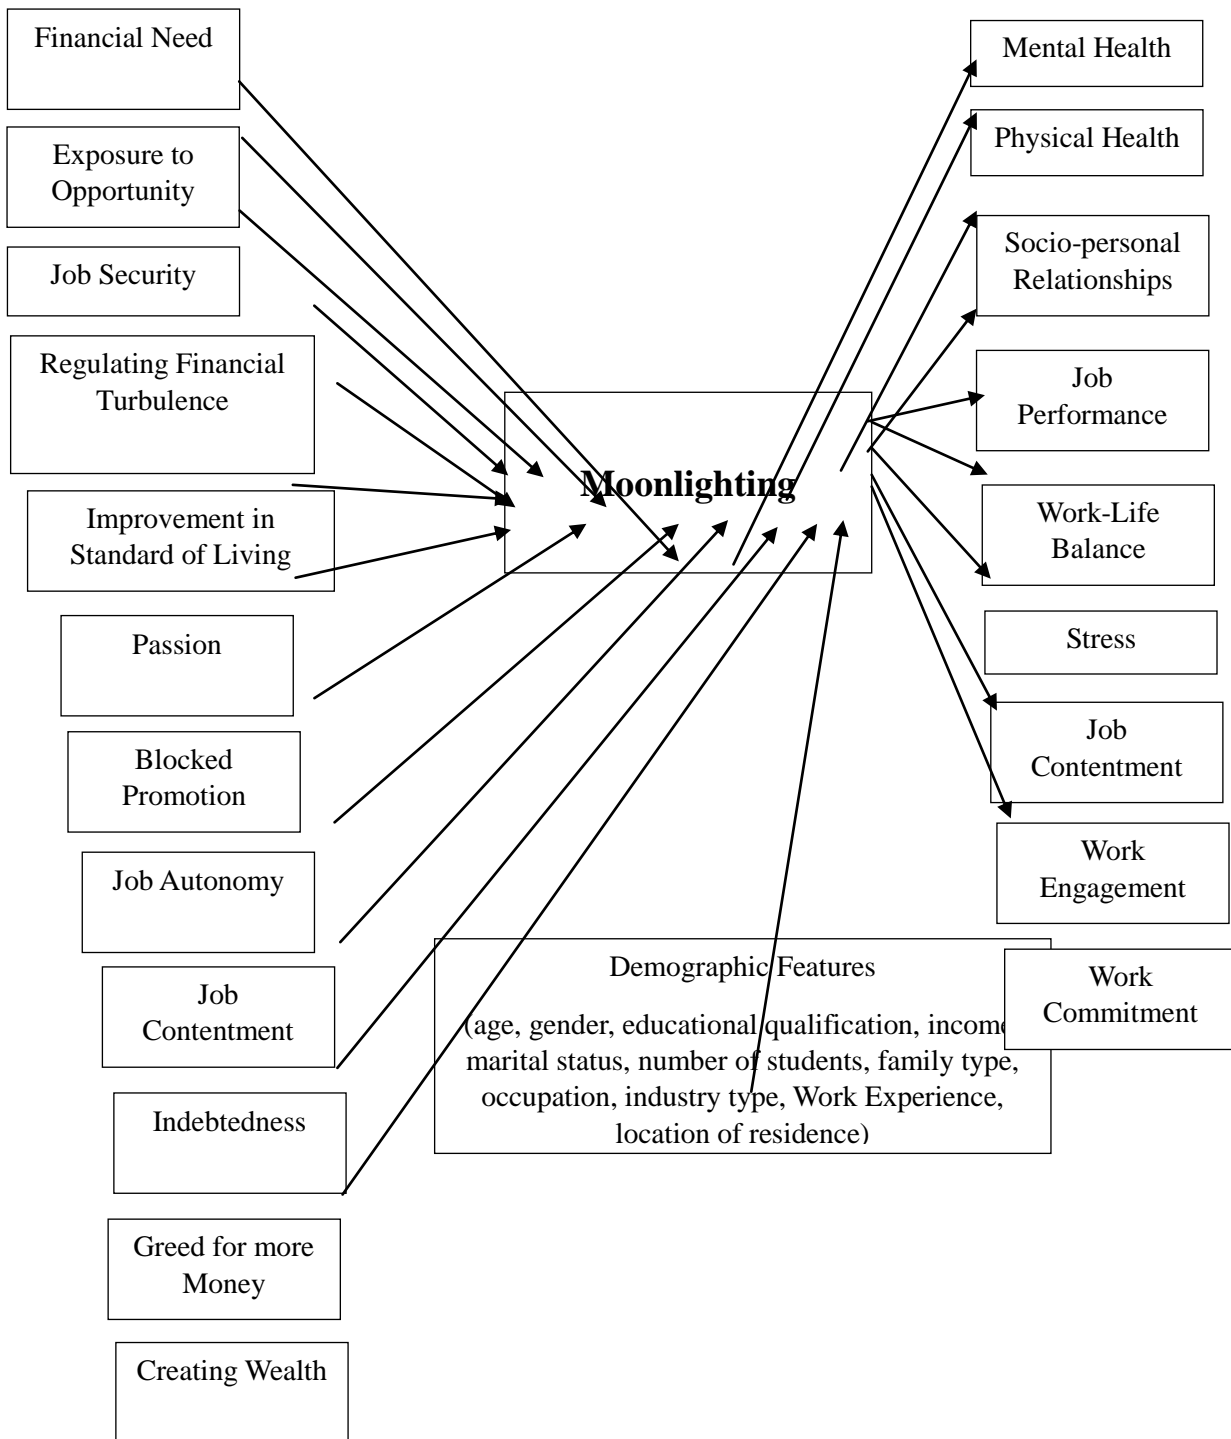 Financial Need
Exposure to
Opportunity
Job Security
Regulating Financial
Turbulence
Improvement in
Standard of Living
Passion
Blocked
Promotion
Job Autonomy
Job
Contentment
Indebtedness
Greed for more
Money
Creating Wealth
Moonlighting
Demographic Features
(age, gender, educational qualification, income
marital status, number of students, family type,
occupation, industry type, Work Experience,
location of residence)
Mental Health
Physical Health
Socio-personal
Relationships
Job
Performance
Work-Life
Balance
Stress
Job
Contentment
Work
Engagement
Work
Commitment